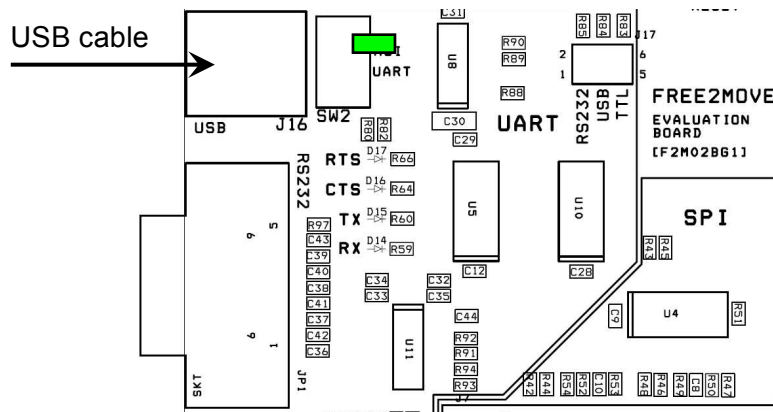 USB cable
C31
R85
R84
R83
J17
R90
R89
R88
U8
2
6
1
5
UART
UART
RS232
USB
TTL
FREE2MOVE
EVALUATION
BOARD
[F2M02BG1]
USB
J16
SW2
R80
R82
C30
C29
RTS
D17
R66
CTS
D16
R64
TX
D15
R60
RX
D14
R59
RS232
9
5
6
1
SKT
JP1
R97
C43
C39
C40
C38
C41
C37
C42
C36
U5
U10
C12
C28
SPI
R43
R45
C34
C33
C32
C35
U11
C44
R92
R91
R94
R93
J7
C9
U4
R51
R42
R44
R54
R52
C10
R53
R48
R46
R49
C8
R50
R47